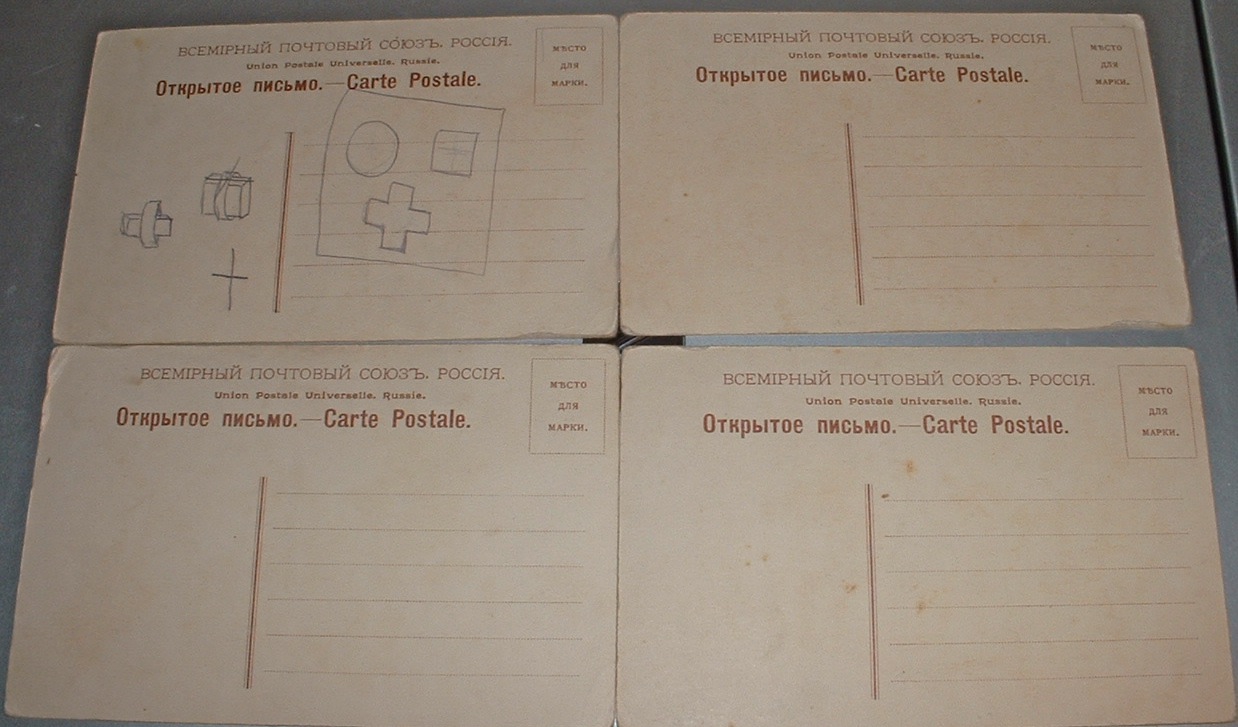 ВСЕМІРНЫЙ ПОЧТОВЫЙ СОЮЗЪ. РОССІЯ.
Union Postale Universelle. Russie.
Открытое письмо.—Carte Postale.
МѢСТО
ДЛЯ
МАРКИ.
ВСЕМІРНЫЙ ПОЧТОВЫЙ СОЮЗЪ. РОССІЯ.
Union Postale Universelle. Russie.
Открытое письмо.—Carte Postale.
МѢСТО
ДЛЯ
МАРКИ.
ВСЕМІРНЫЙ ПОЧТОВЫЙ СОЮЗЪ. РОССІЯ.
Union Postale Universelle. Russie.
Открытое письмо.—Carte Postale.
МѢСТО
ДЛЯ
МАРКИ.
ВСЕМІРНЫЙ ПОЧТОВЫЙ СОЮЗЪ. РОССІЯ.
Union Postale Universelle. Russie.
Открытое письмо.—Carte Postale.
МѢСТО
ДЛЯ
МАРКИ.